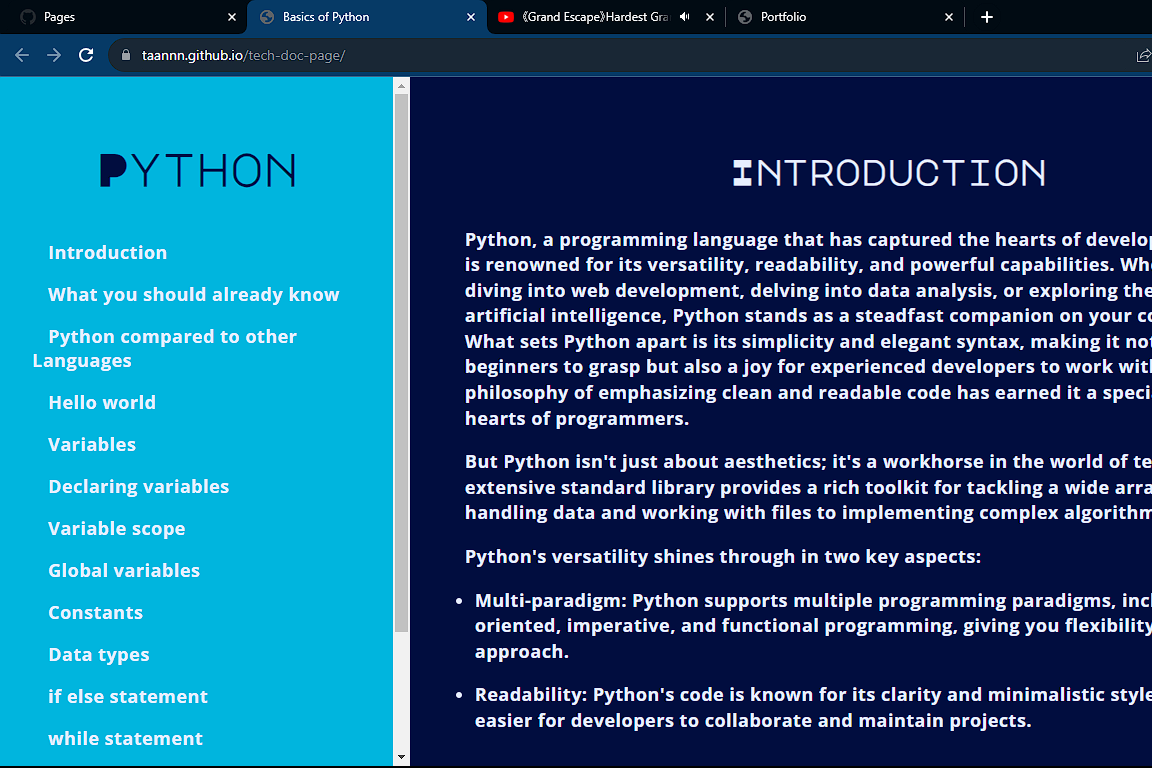 Pages
Basics of Python
《Grand Escape》Hardest Gra
Portfolio
taannn.github.io/tech-doc-page/
PYTHON
Introduction
What you should already know
Python compared to other
Languages
Hello world
Variables
Declaring variables
Variable scope
Global variables
Constants
Data types
if else statement
while statement
INTRODUCTION
Python, a programming language that has captured the hearts of develop
is renowned for its versatility, readability, and powerful capabilities. Whe
diving into web development, delving into data analysis, or exploring the
artificial intelligence, Python stands as a steadfast companion on your co
What sets Python apart is its simplicity and elegant syntax, making it not
beginners to grasp but also a joy for experienced developers to work wit
philosophy of emphasizing clean and readable code has earned it a speci
hearts of programmers.
But Python isn't just about aesthetics; it's a workhorse in the world of te
extensive standard library provides a rich toolkit for tackling a wide arra
handling data and working with files to implementing complex algorithm
Python's versatility shines through in two key aspects:
Multi-paradigm: Python supports multiple programming paradigms, incl
oriented, imperative, and functional programming, giving you flexibility
approach.
Readability: Python's code is known for its clarity and minimalistic style
easier for developers to collaborate and maintain projects.